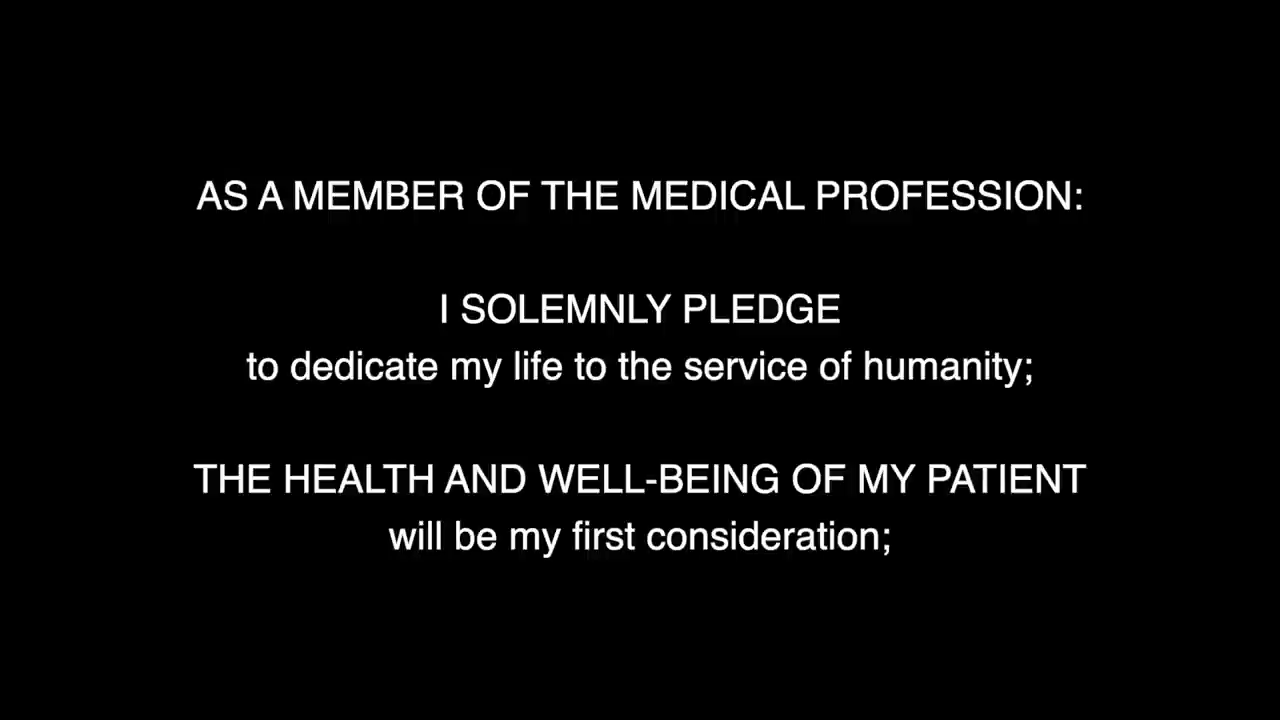 AS A MEMBER OF THE MEDICAL PROFESSION:
I SOLEMNLY PLEDGE
to dedicate my life to the service of humanity;
THE HEALTH AND WELL-BEING OF MY PATIENT
will be my first consideration;